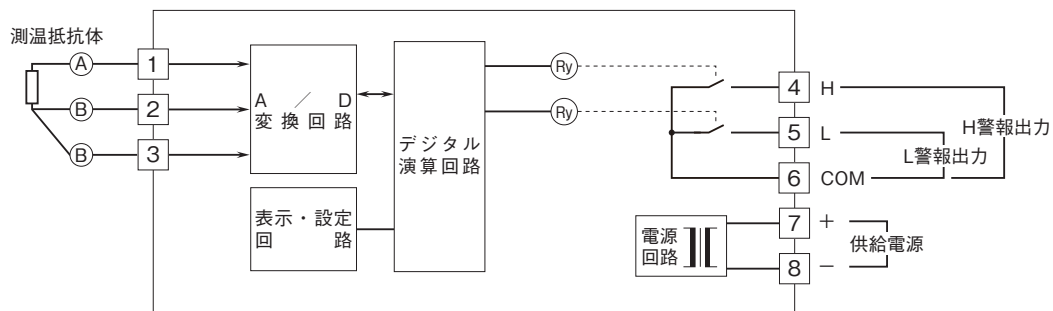 測温抵抗体
A
B
B
1
2
3
A／D
変換回路
表示・設定
回路
デジタル
演算回路
Ry
Ry
4 H
5 L
6 COM
7 +
8 −
H警報出力
L警報出力
電源
回路
供給電源